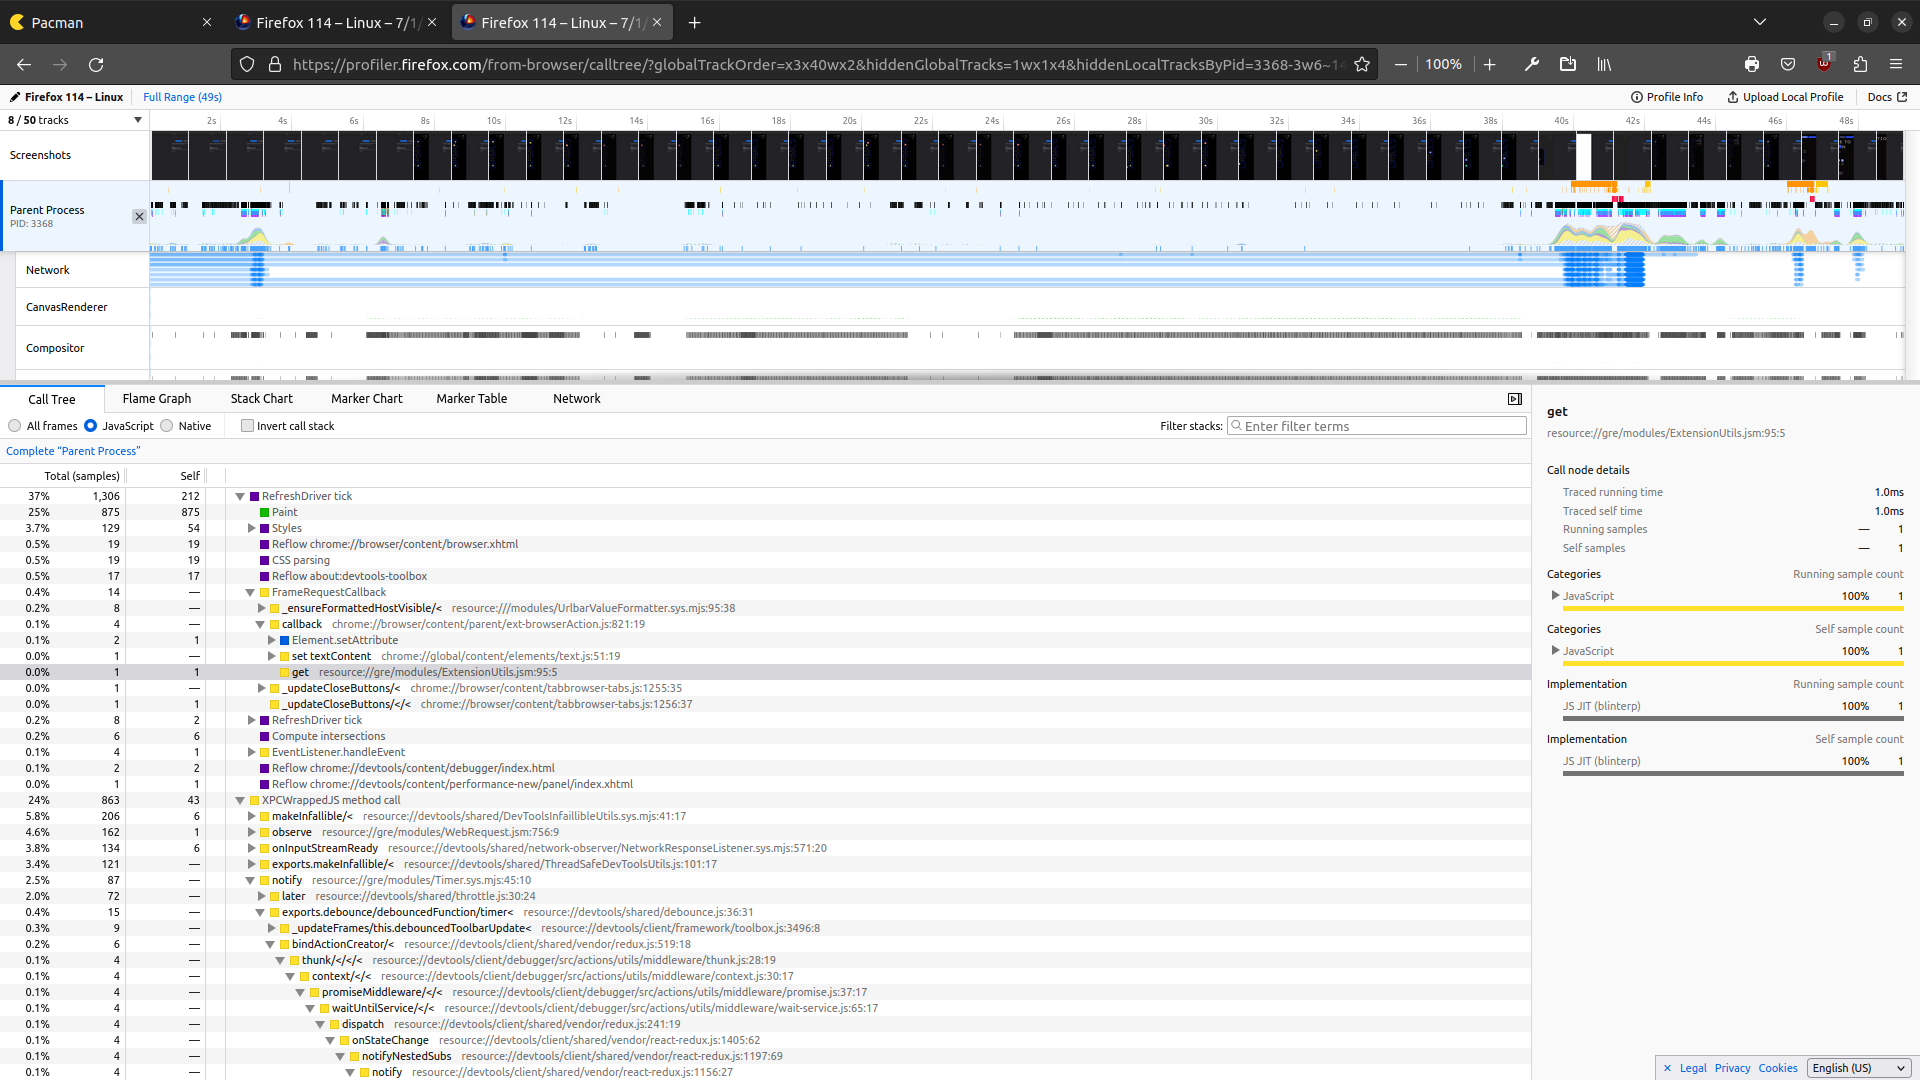 Pacman
Firefox 114 – Linux – 7/1/
Firefox 114 – Linux – 7/1/
https://profiler.firefox.com/from-browser/calltree/?globalTrackOrder=x3x40wx2&hiddenGlobalTracks=1wx1x4&hiddenLocalTracksByPid=3368-3w6~14
100%
1
Firefox 114 – Linux
Full Range (49s)
Profile Info
Upload Local Profile
Docs
8 / 50 tracks
2s 4s 6s 8s 10s 12s 14s 16s 18s 20s 22s 24s 26s 28s 30s 32s 34s 36s 38s 40s 42s 44s 46s 48s
Screenshots
Parent Process
PID: 3368
Network
CanvasRenderer
Compositor
Call Tree Flame Graph Stack Chart Marker Chart Marker Table Network
All frames JavaScript Native Invert call stack Filter stacks: Enter filter terms
Complete “Parent Process”
Total (samples) Self
37% 1,306 212 RefreshDriver tick
25% 875 875 Paint
3.7% 129 54 Styles
0.5% 19 19 Reflow chrome://browser/content/browser.xhtml
0.5% 19 19 CSS parsing
0.5% 17 17 Reflow about:devtools-toolbox
0.4% 14 — FrameRequestCallback
0.2% 8 — _ensureFormattedHostVisible/< resource:///modules/UrlbarValueFormatter.sys.mjs:95:38
0.1% 4 — callback chrome://browser/content/parent/ext-browserAction.js:821:19
0.1% 2 1 Element.setAttribute
0.0% 1 — set textContent chrome://global/content/elements/text.js:51:19
0.0% 1 1 get resource://gre/modules/ExtensionUtils.jsm:95:5
0.0% 1 — _updateCloseButtons/< chrome://browser/content/tabbrowser-tabs.js:1255:35
0.0% 1 1 _updateCloseButtons/</< chrome://browser/content/tabbrowser-tabs.js:1256:37
0.2% 8 2 RefreshDriver tick
0.2% 6 6 Compute intersections
0.1% 4 1 EventListener.handleEvent
0.1% 2 2 Reflow chrome://devtools/content/debugger/index.html
0.0% 1 1 Reflow chrome://devtools/content/performance-new/panel/index.xhtml
24% 863 43 XPCWrappedJS method call
5.8% 206 6 makeInfallible/< resource://devtools/shared/DevToolsInfaillibleUtils.sys.mjs:41:17
4.6% 162 1 observe resource://gre/modules/WebRequest.jsm:756:9
3.8% 134 6 onInputStreamReady resource://devtools/shared/network-observer/NetworkResponseListener.sys.mjs:571:20
3.4% 121 — exports.makeInfallible/< resource://devtools/shared/ThreadSafeDevToolsUtils.js:101:17
2.5% 87 — notify resource://gre/modules/Timer.sys.mjs:45:10
2.0% 72 — later resource://devtools/shared/throttle.js:30:24
0.4% 15 — exports.debounce/debouncedFunction/timer< resource://devtools/shared/debounce.js:36:31
0.3% 9 — _updateFrames/this.debouncedToolbarUpdate< resource://devtools/client/framework/toolbox.js:3496:8
0.2% 6 — bindActionCreator/< resource://devtools/client/shared/vendor/redux.js:519:18
0.1% 4 — thunk/</</< resource://devtools/client/debugger/src/actions/utils/middleware/thunk.js:28:19
0.1% 4 — context/</< resource://devtools/client/debugger/src/actions/utils/middleware/context.js:30:17
0.1% 4 — promiseMiddleware/</< resource://devtools/client/debugger/src/actions/utils/middleware/promise.js:37:17
0.1% 4 — waitUntilService/</< resource://devtools/client/debugger/src/actions/utils/middleware/wait-service.js:65:17
0.1% 4 — dispatch resource://devtools/client/shared/vendor/redux.js:241:19
0.1% 4 — onStateChange resource://devtools/client/shared/vendor/react-redux.js:1405:62
0.1% 4 — notifyNestedSubs resource://devtools/client/shared/vendor/react-redux.js:1197:69
0.1% 4 — notify resource://devtools/client/shared/vendor/react-redux.js:1156:27
get
resource://gre/modules/ExtensionUtils.jsm:95:5
Call node details
Traced running time 1.0ms
Traced self time 1.0ms
Running samples — 1
Self samples — 1
Categories Running sample count
JavaScript 100% 1
Categories Self sample count
JavaScript 100% 1
Implementation Running sample count
JS JIT (blinterp) 100% 1
Implementation Self sample count
JS JIT (blinterp) 100% 1
Legal Privacy Cookies English (US)